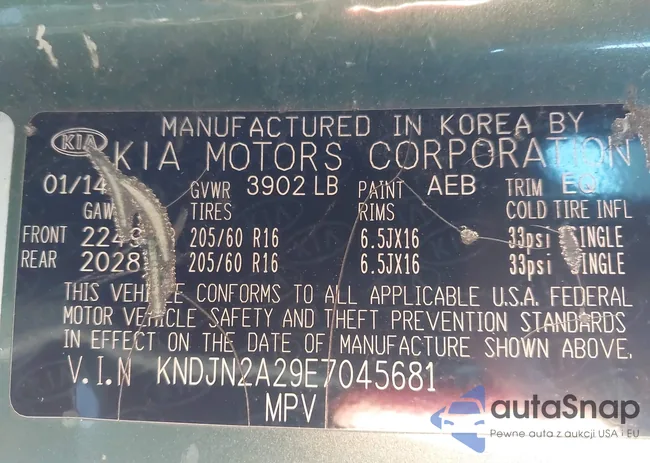 MANUFACTURED IN KOREA BY
KIA KIA MOTORS CORPORATION
01/14 GVWR 3902 LB PAINT AEB TRIM EQ
TIRES RIMS COLD TIRE INFL
FRONT 2249 205/60 R16 6.5JX16 33psi SINGLE
REAR 2028 205/60 R16 6.5JX16 33psi SINGLE
THIS VEHICLE CONFORMS TO ALL APPLICABLE U.S.A. FEDERAL
MOTOR VEHICLE SAFETY AND THEFT PREVENTION STANDARDS
IN EFFECT ON THE DATE OF MANUFACTURE SHOWN ABOVE.
V.I.N KNDJN2A29E7045681
MPV
autaSnap
Pewne auta z aukcji USA i EU